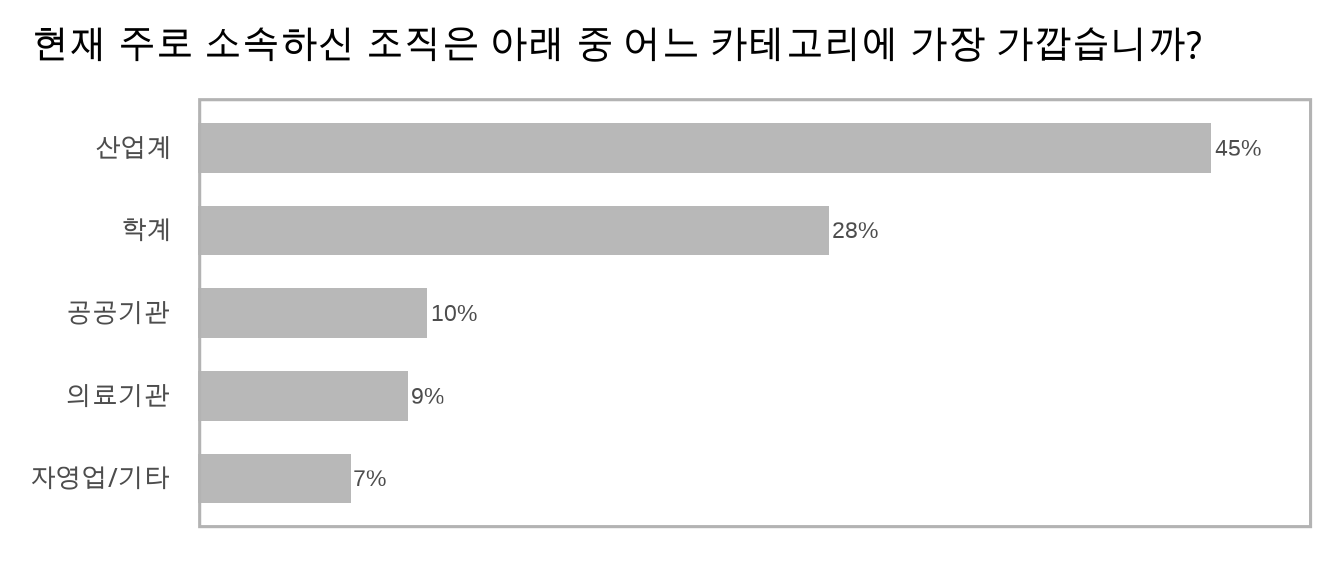 현재 주로 소속하신 조직은 아래 중 어느 카테고리에 가장 가깝습니까?
산업계 45%
학계 28%
공공기관 10%
의료기관 9%
자영업/기타 7%